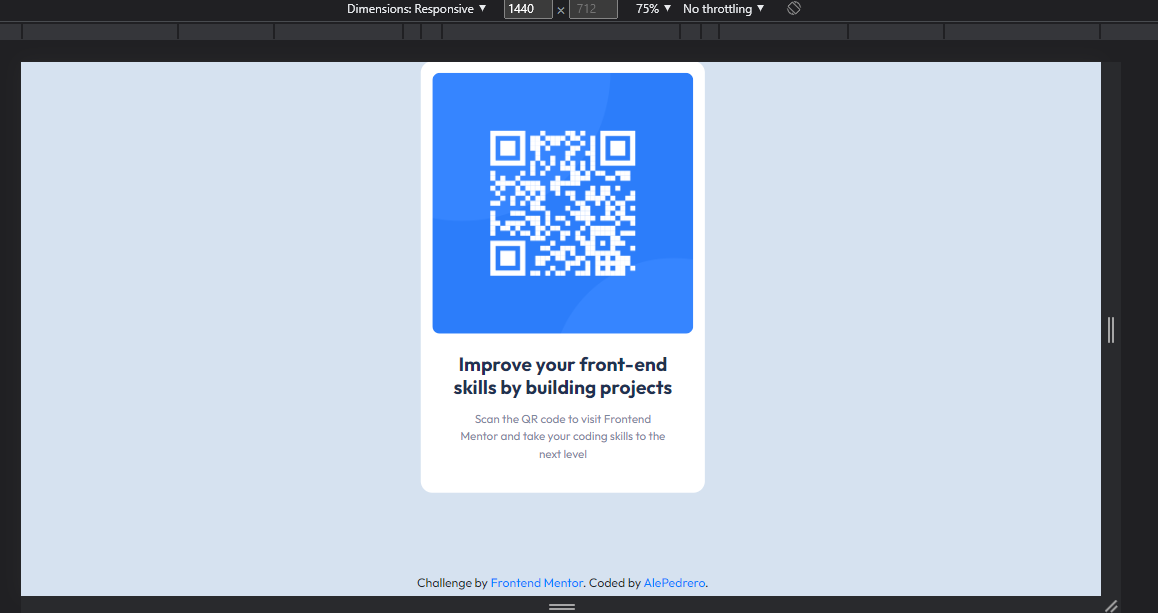 Dimensions: Responsive ▼ 1440 × 712 75% ▼ No throttling ▼
Improve your front-end
skills by building projects
Scan the QR code to visit Frontend
Mentor and take your coding skills to the
next level
Challenge by Frontend Mentor. Coded by AlePedrero.